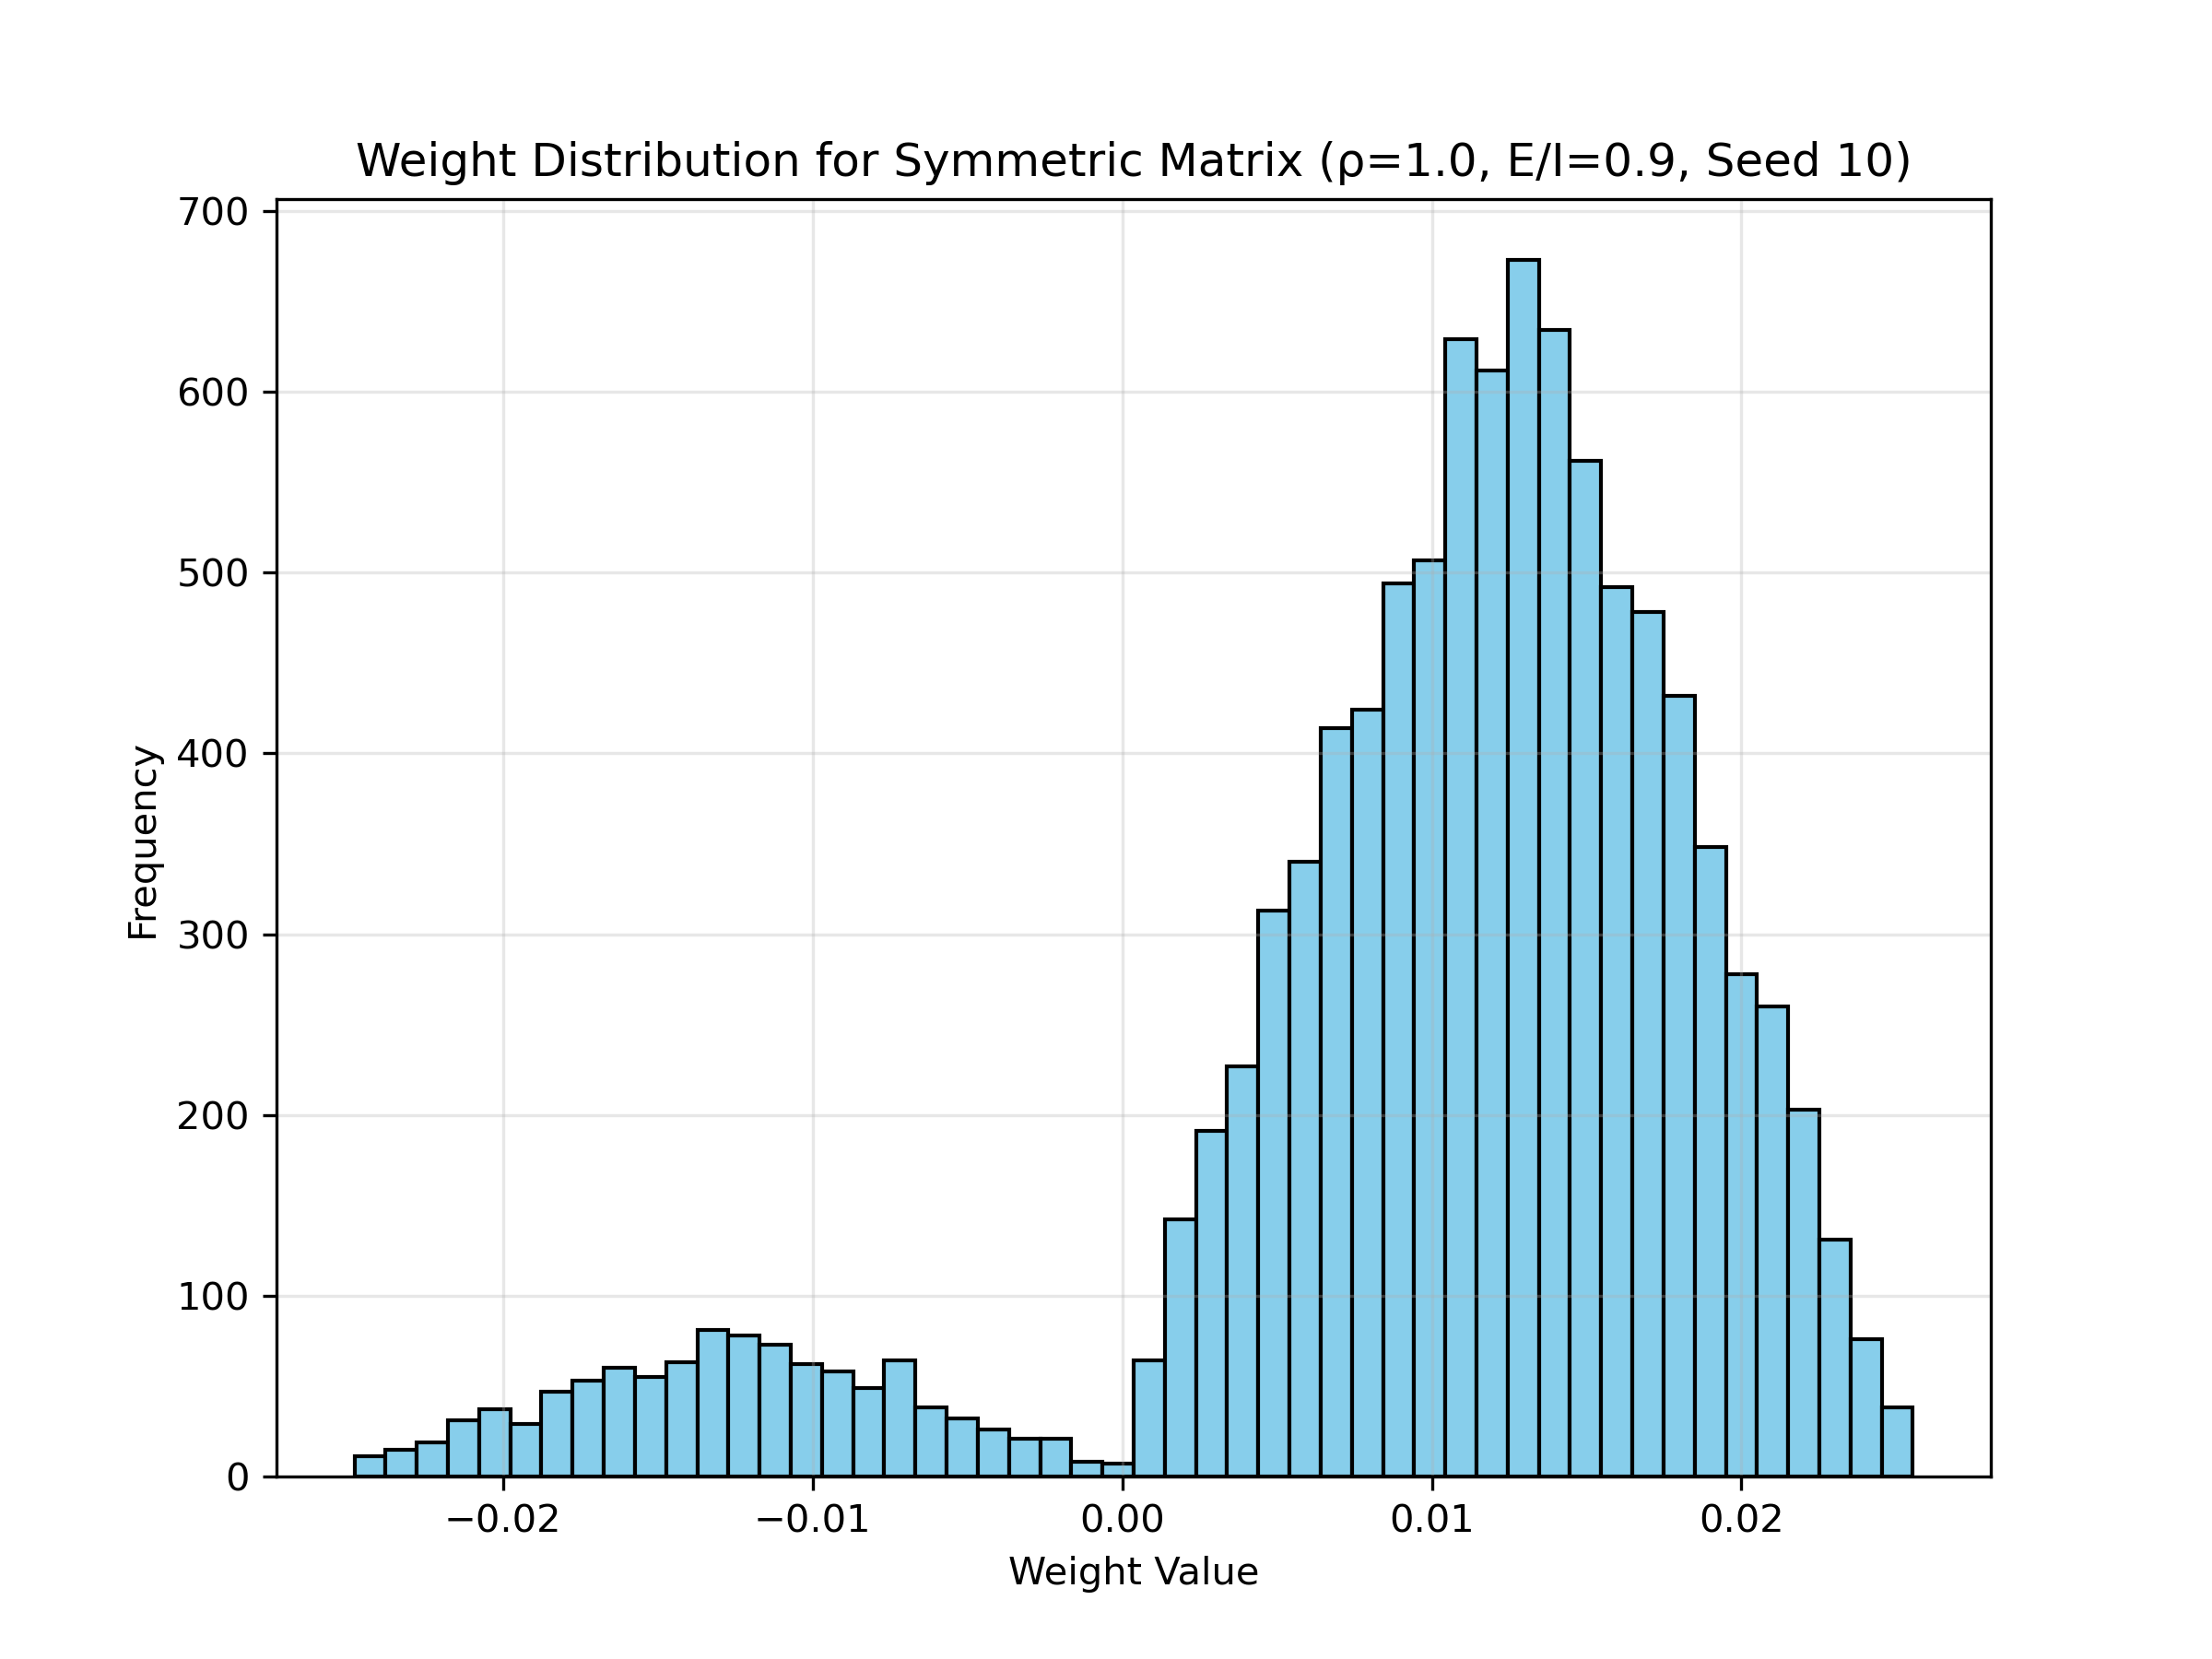 Weight Distribution for Symmetric Matrix (ρ=1.0, E/I=0.9, Seed 10)
700
600
500
400
300
200
100
0
Frequency
−0.02 −0.01 0.00 0.01 0.02
Weight Value